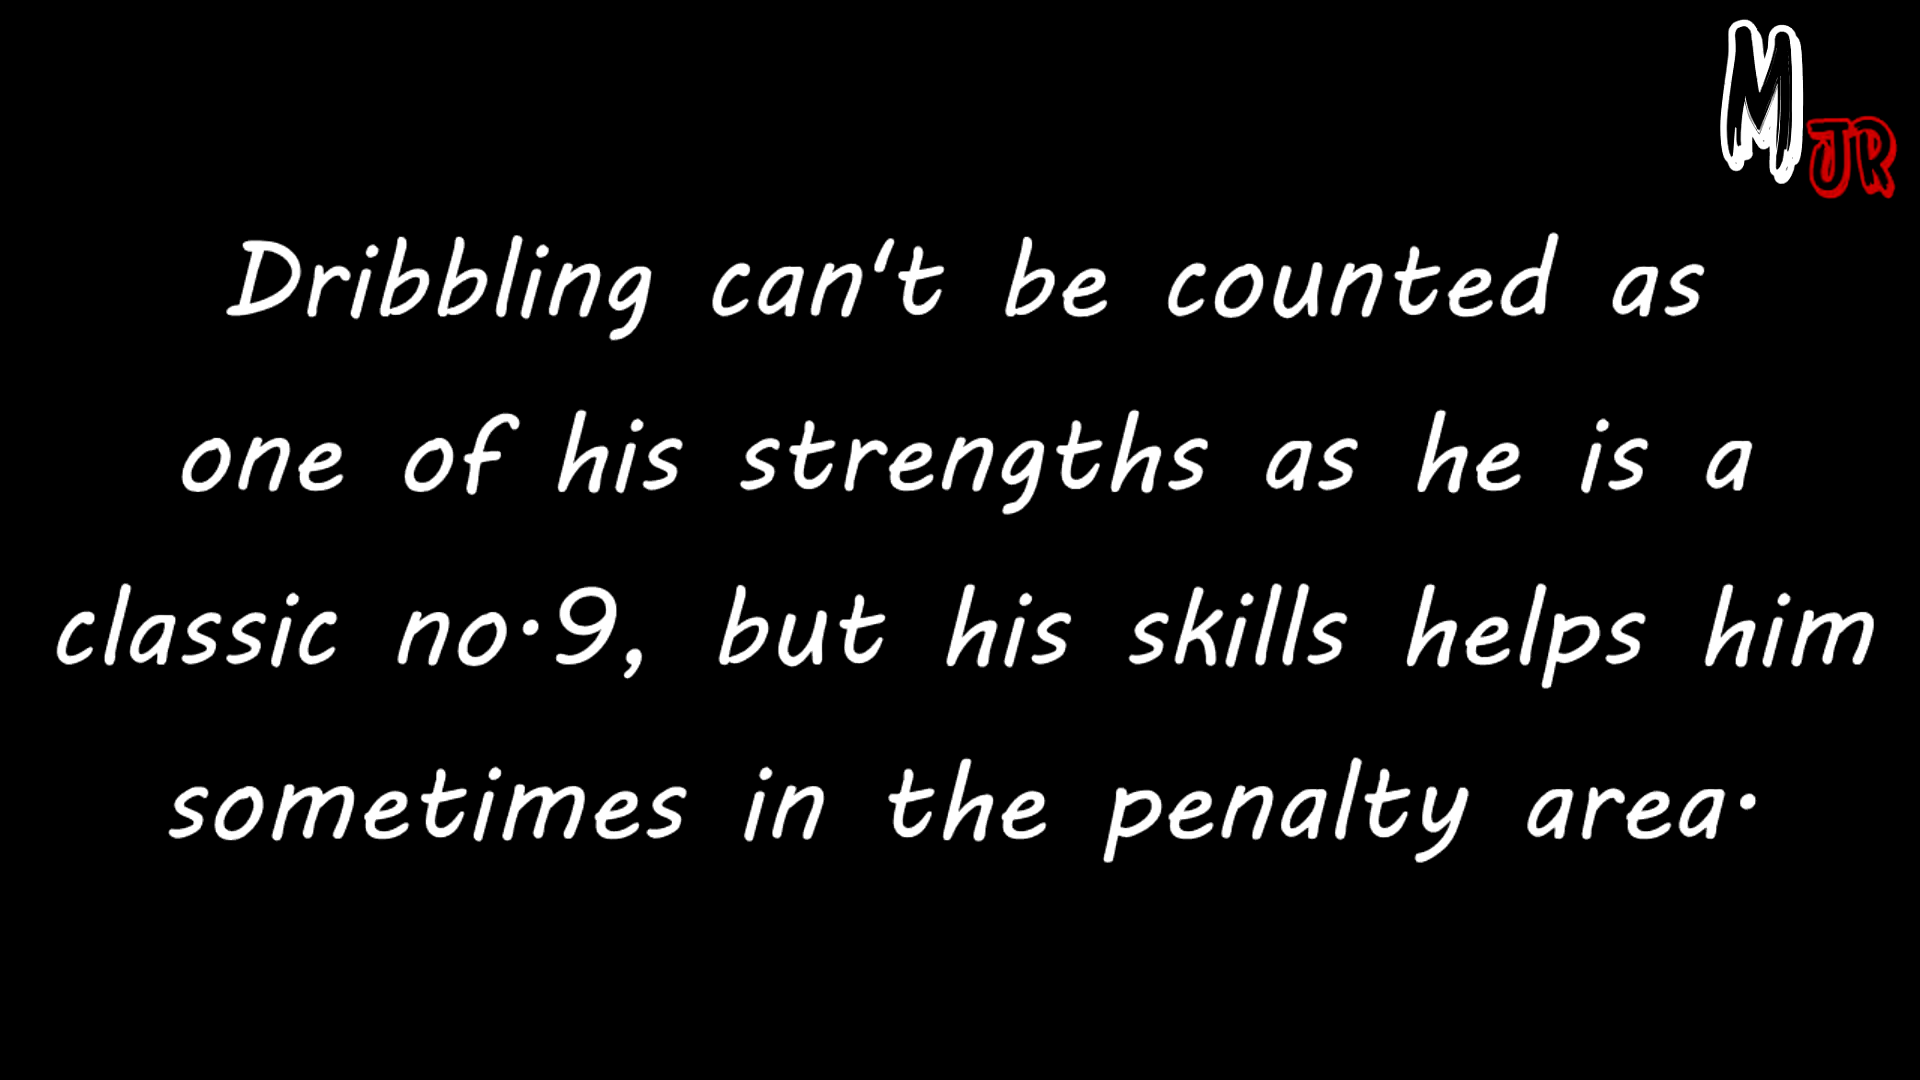 M
JR
Dribbling can't be counted as
one of his strengths as he is a
classic no.9, but his skills helps him
sometimes in the penalty area.